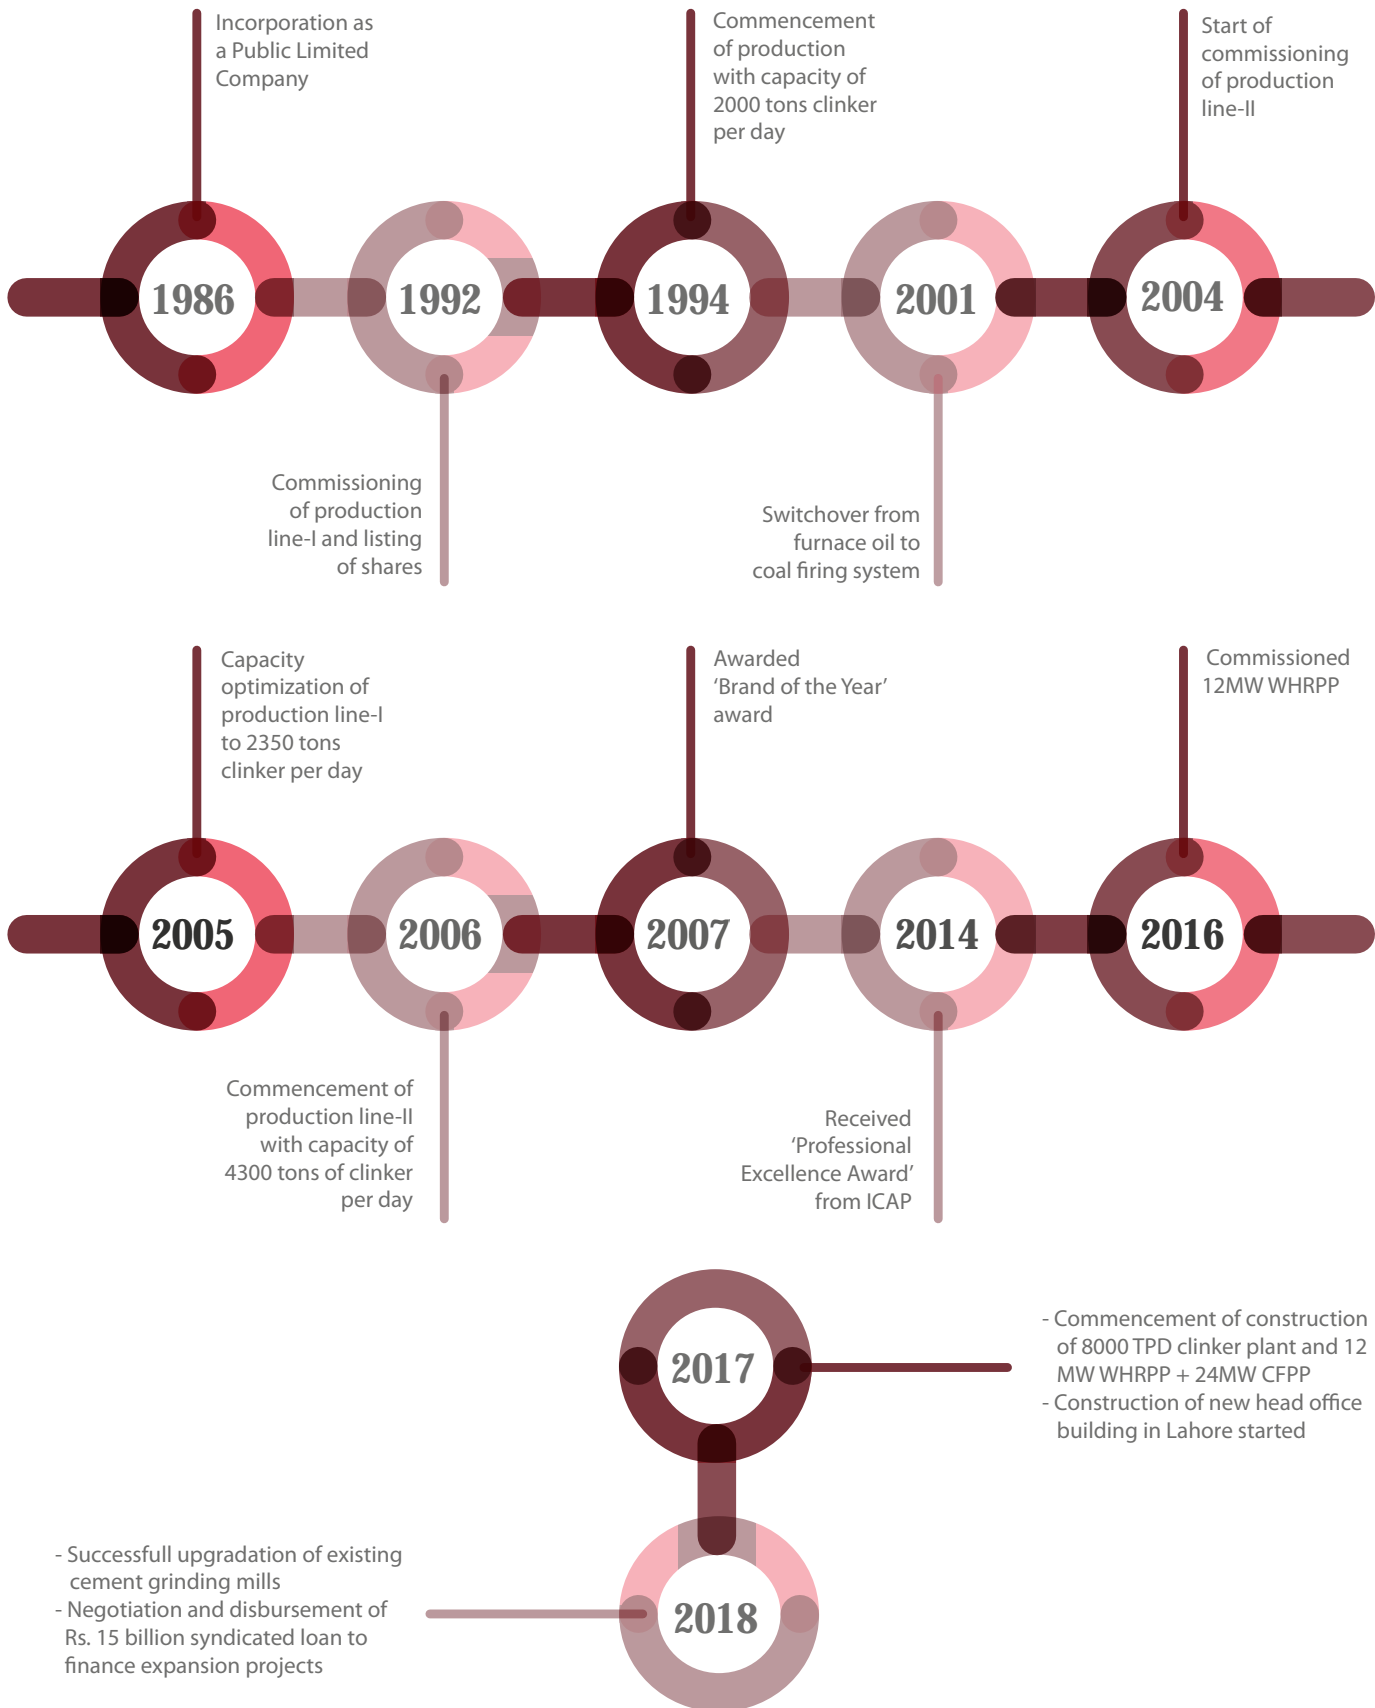 Incorporation as
a Public Limited
Company
Commencement
of production
with capacity of
2000 tons clinker
per day
Start of
commissioning
of production
line-II
1986
1992
1994
2001
2004
Commissioning
of production
line-I and listing
of shares
Switchover from
furnace oil to
coal firing system
Capacity
optimization of
production line-I
to 2350 tons
clinker per day
Awarded
‘Brand of the Year’
award
Commissioned
12MW WHRPP
2005
2006
2007
2014
2016
Commencement of
production line-II
with capacity of
4300 tons of clinker
per day
Received
‘Professional
Excellence Award’
from ICAP
2017
- Commencement of construction
of 8000 TPD clinker plant and 12
MW WHRPP + 24MW CFPP
- Construction of new head office
building in Lahore started
- Successfull upgradation of existing
cement grinding mills
- Negotiation and disbursement of
Rs. 15 billion syndicated loan to
finance expansion projects
2018